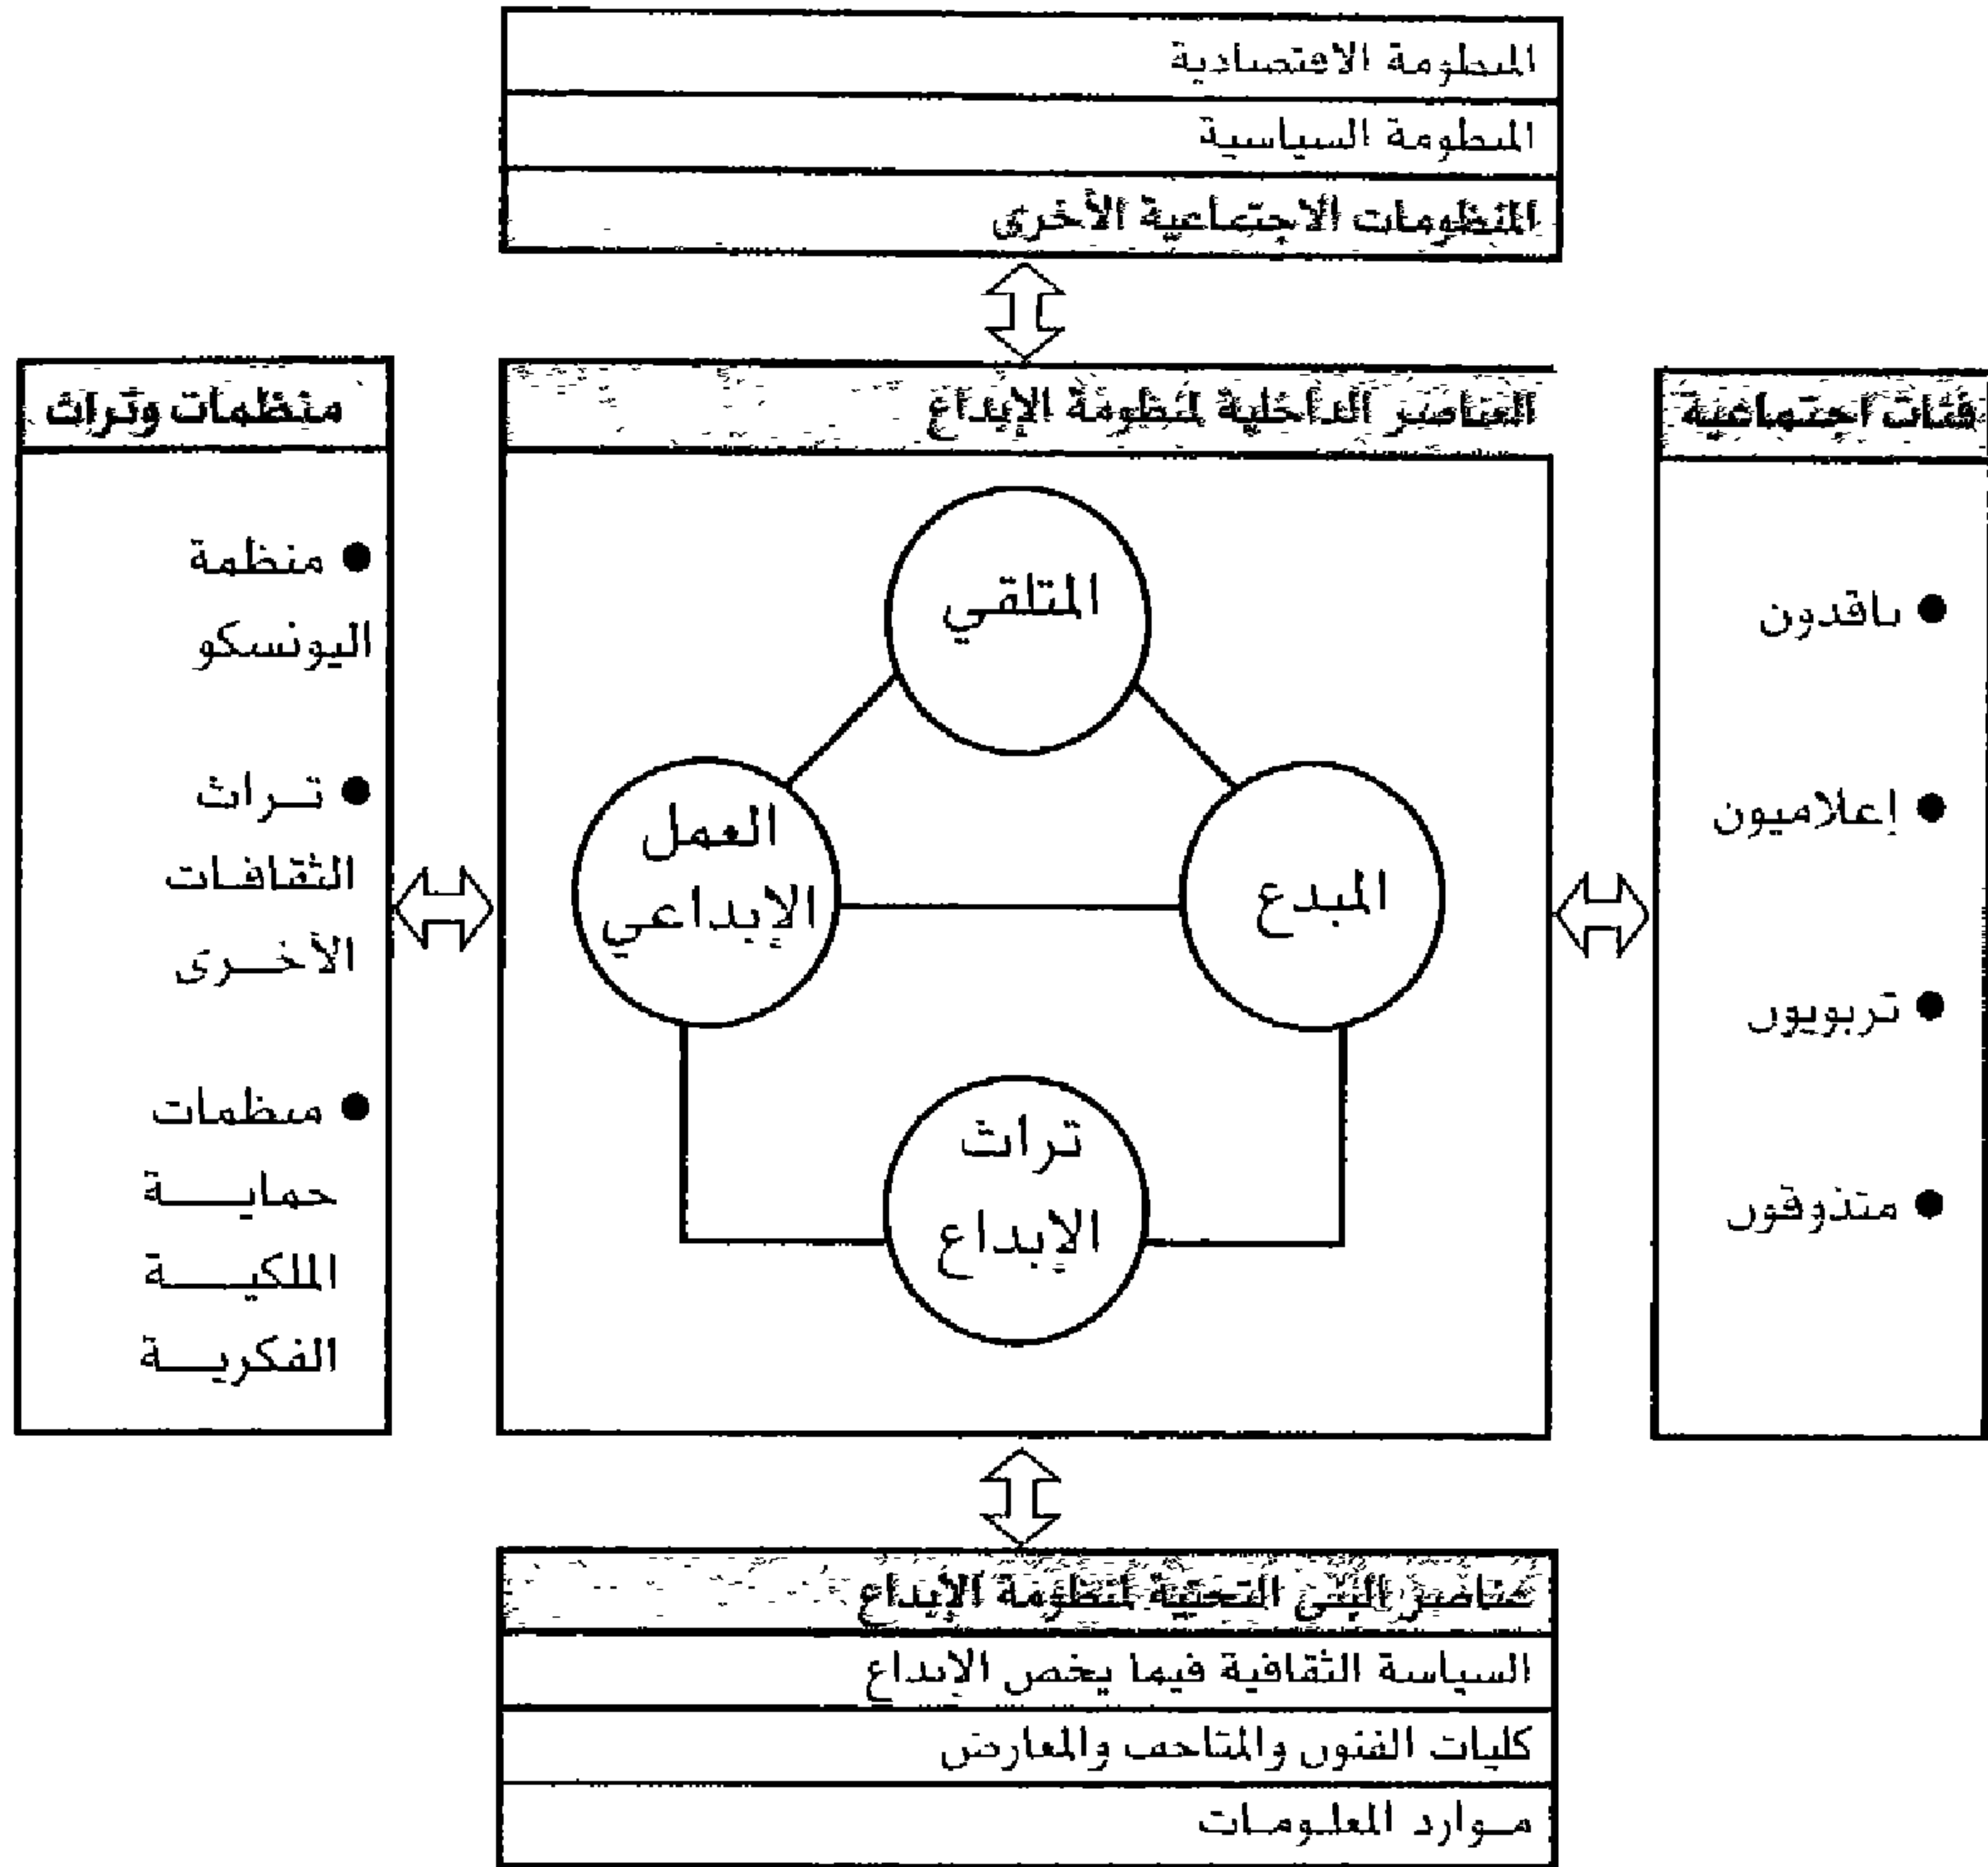 المنظومة الاقتصادية
المنظومة السياسية
المنظومات الاجتماعية الأخرى
فئات اجتماعية
● ناقدون
● إعلاميون
● تربويون
● متذوقون
العناصر الداخلية لمنظومة الإبداع
المتلقي
المبدع
العمل
الإبداعي
تراث
الإبداع
منظمات وتراث
● منظمة
اليونسكو
● تراث
الثقافات
الأخرى
● منظمات
حماية
الملكية
الفكرية
عناصر البنى التحتية لمنظومة الإبداع
السياسة الثقافية فيما يخص الإبداع
كليات الفنون والمتاحف والمعارض
موارد المعلومات